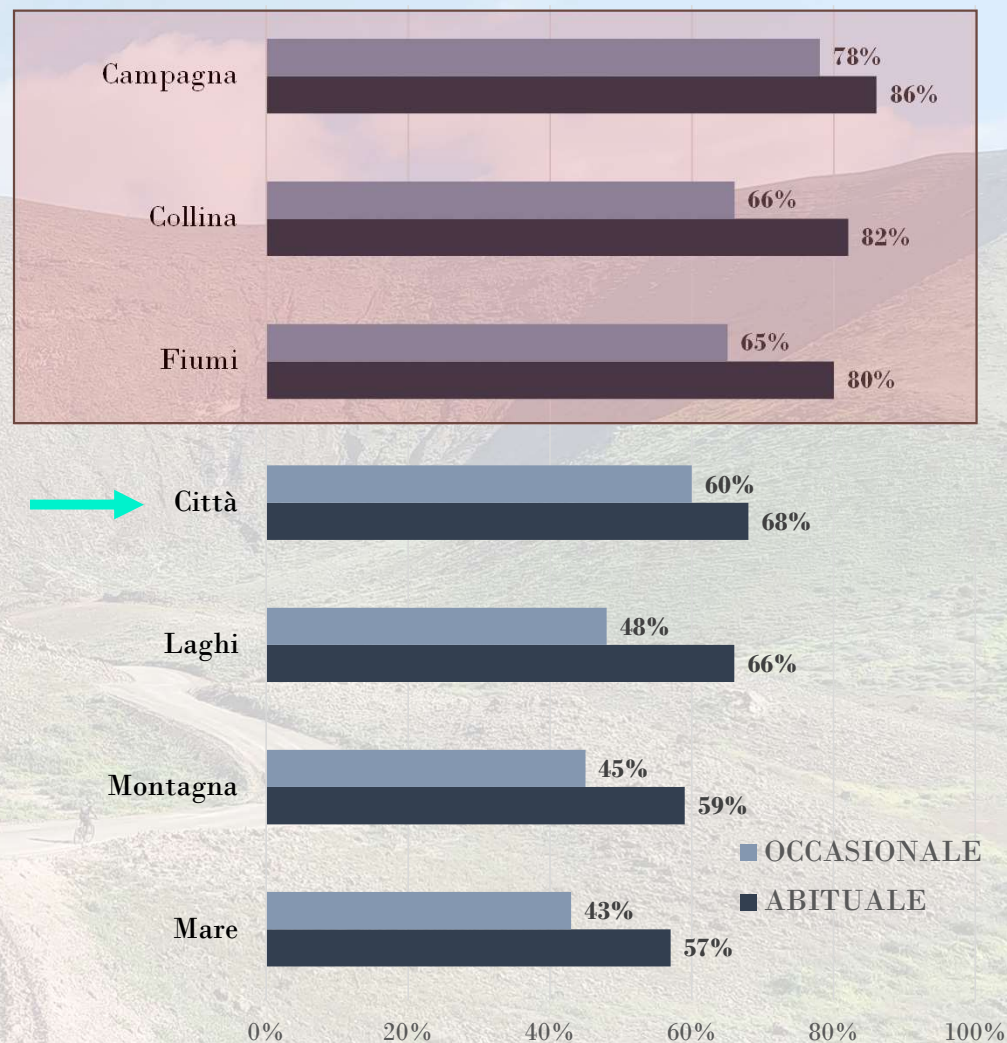 Campagna
78%
86%
Collina
66%
82%
Fiumi
65%
80%
Città
60%
68%
Laghi
48%
66%
Montagna
45%
59%
OCCASIONALE
ABITUALE
Mare
43%
57%
0% 20% 40% 60% 80% 100%